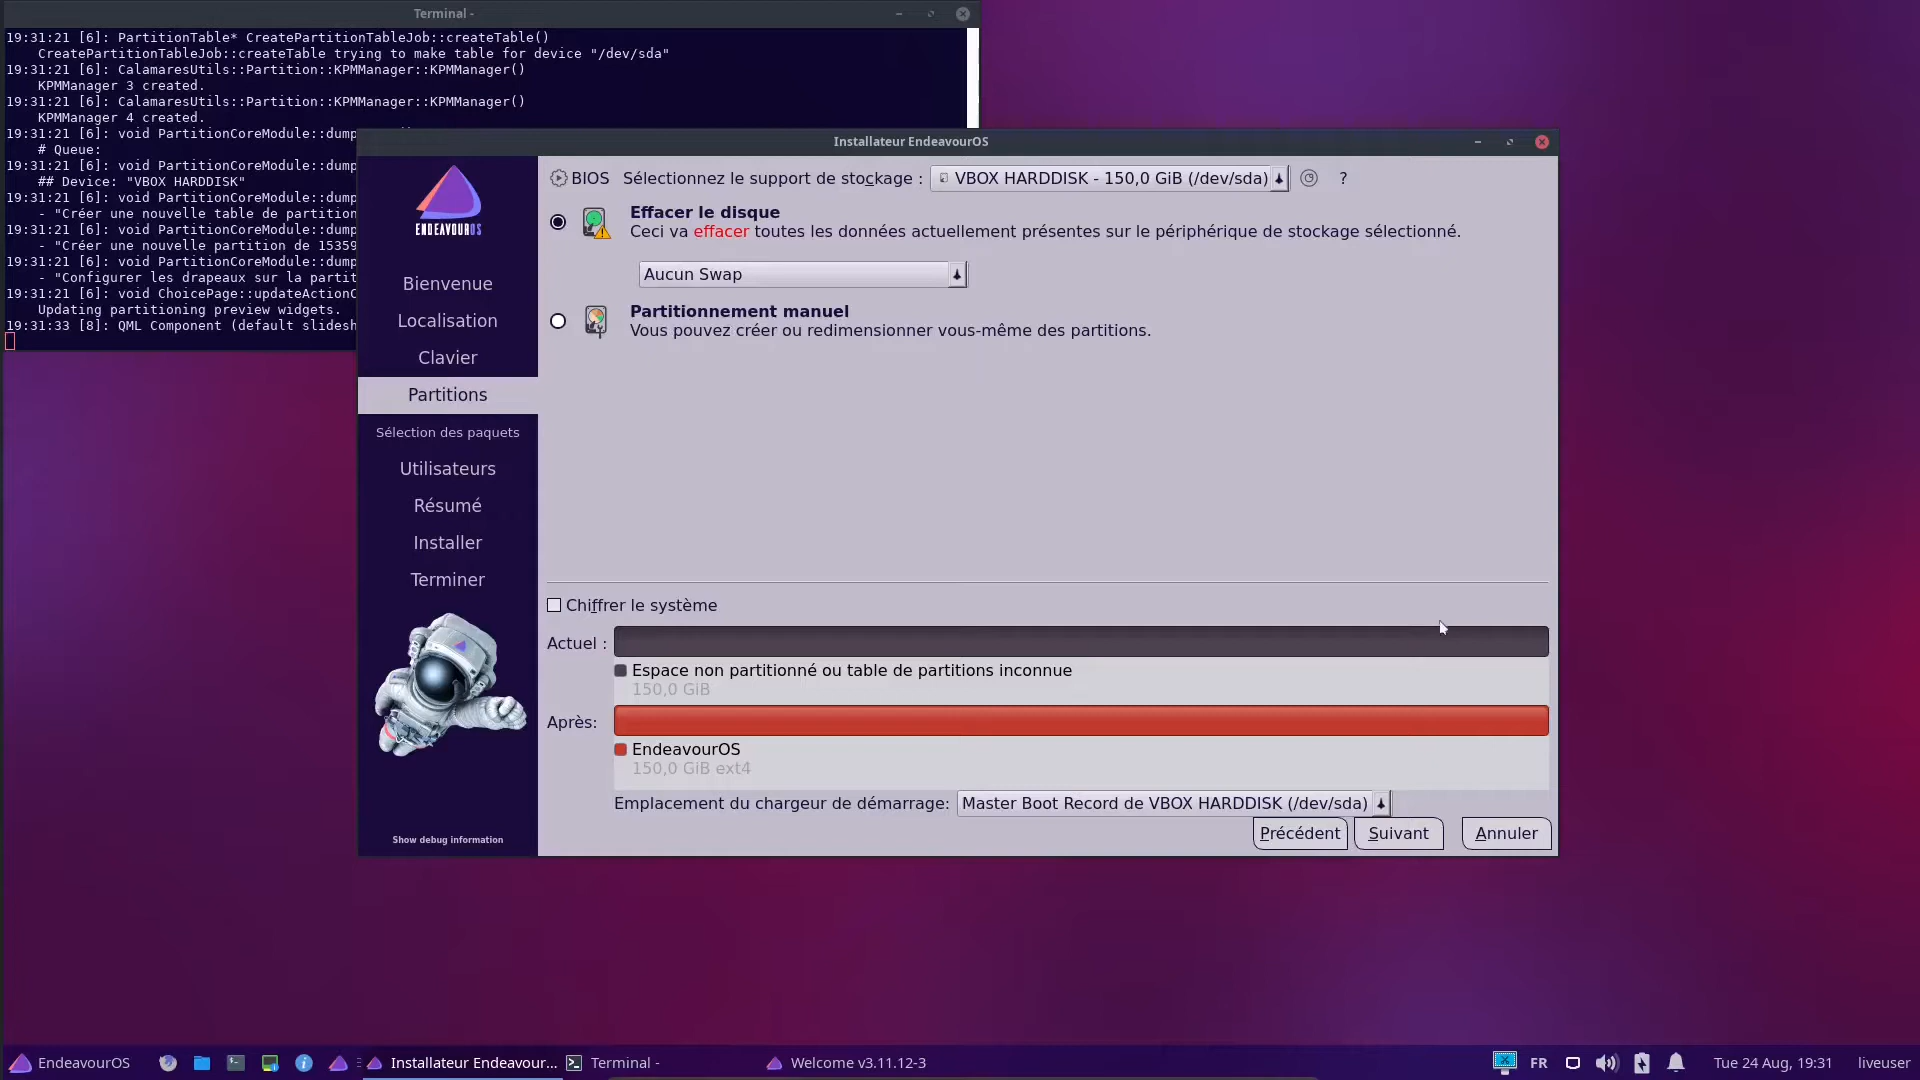 Terminal -
19:31:21 [6]: PartitionTable* CreatePartitionTableJob::createTable()
CreatePartitionTableJob::createTable trying to make table for device "/dev/sda"
19:31:21 [6]: CalamaresUtils::Partition::KPMManager::KPMManager()
KPMManager 3 created.
19:31:21 [6]: CalamaresUtils::Partition::KPMManager::KPMManager()
KPMManager 4 created.
19:31:21 [6]: void PartitionCoreModule::dump
# Queue:
19:31:21 [6]: void PartitionCoreModule::dump
## Device: "VBOX HARDDISK"
19:31:21 [6]: void PartitionCoreModule::dump
- "Créer une nouvelle table de partition
19:31:21 [6]: void PartitionCoreModule::dump
- "Créer une nouvelle partition de 15359
19:31:21 [6]: void PartitionCoreModule::dump
- "Configurer les drapeaux sur la partit
19:31:21 [6]: void ChoicePage::updateActionC
Updating partitioning preview widgets.
19:31:33 [8]: QML Component (default slidesh
Installateur EndeavourOS
ENDEAVOUROS
Bienvenue
Localisation
Clavier
Partitions
Sélection des paquets
Utilisateurs
Résumé
Installer
Terminer
Show debug information
BIOS Sélectionnez le support de stockage : VBOX HARDDISK - 150,0 GiB (/dev/sda) ?
Effacer le disque
Ceci va effacer toutes les données actuellement présentes sur le périphérique de stockage sélectionné.
Aucun Swap
Partitionnement manuel
Vous pouvez créer ou redimensionner vous-même des partitions.
Chiffrer le système
Actuel :
Espace non partitionné ou table de partitions inconnue
150,0 GiB
Après:
EndeavourOS
150,0 GiB ext4
Emplacement du chargeur de démarrage: Master Boot Record de VBOX HARDDISK (/dev/sda)
Précédent Suivant Annuler
EndeavourOS Installateur Endeavour... Terminal - Welcome v3.11.12-3 FR Tue 24 Aug, 19:31 liveuser